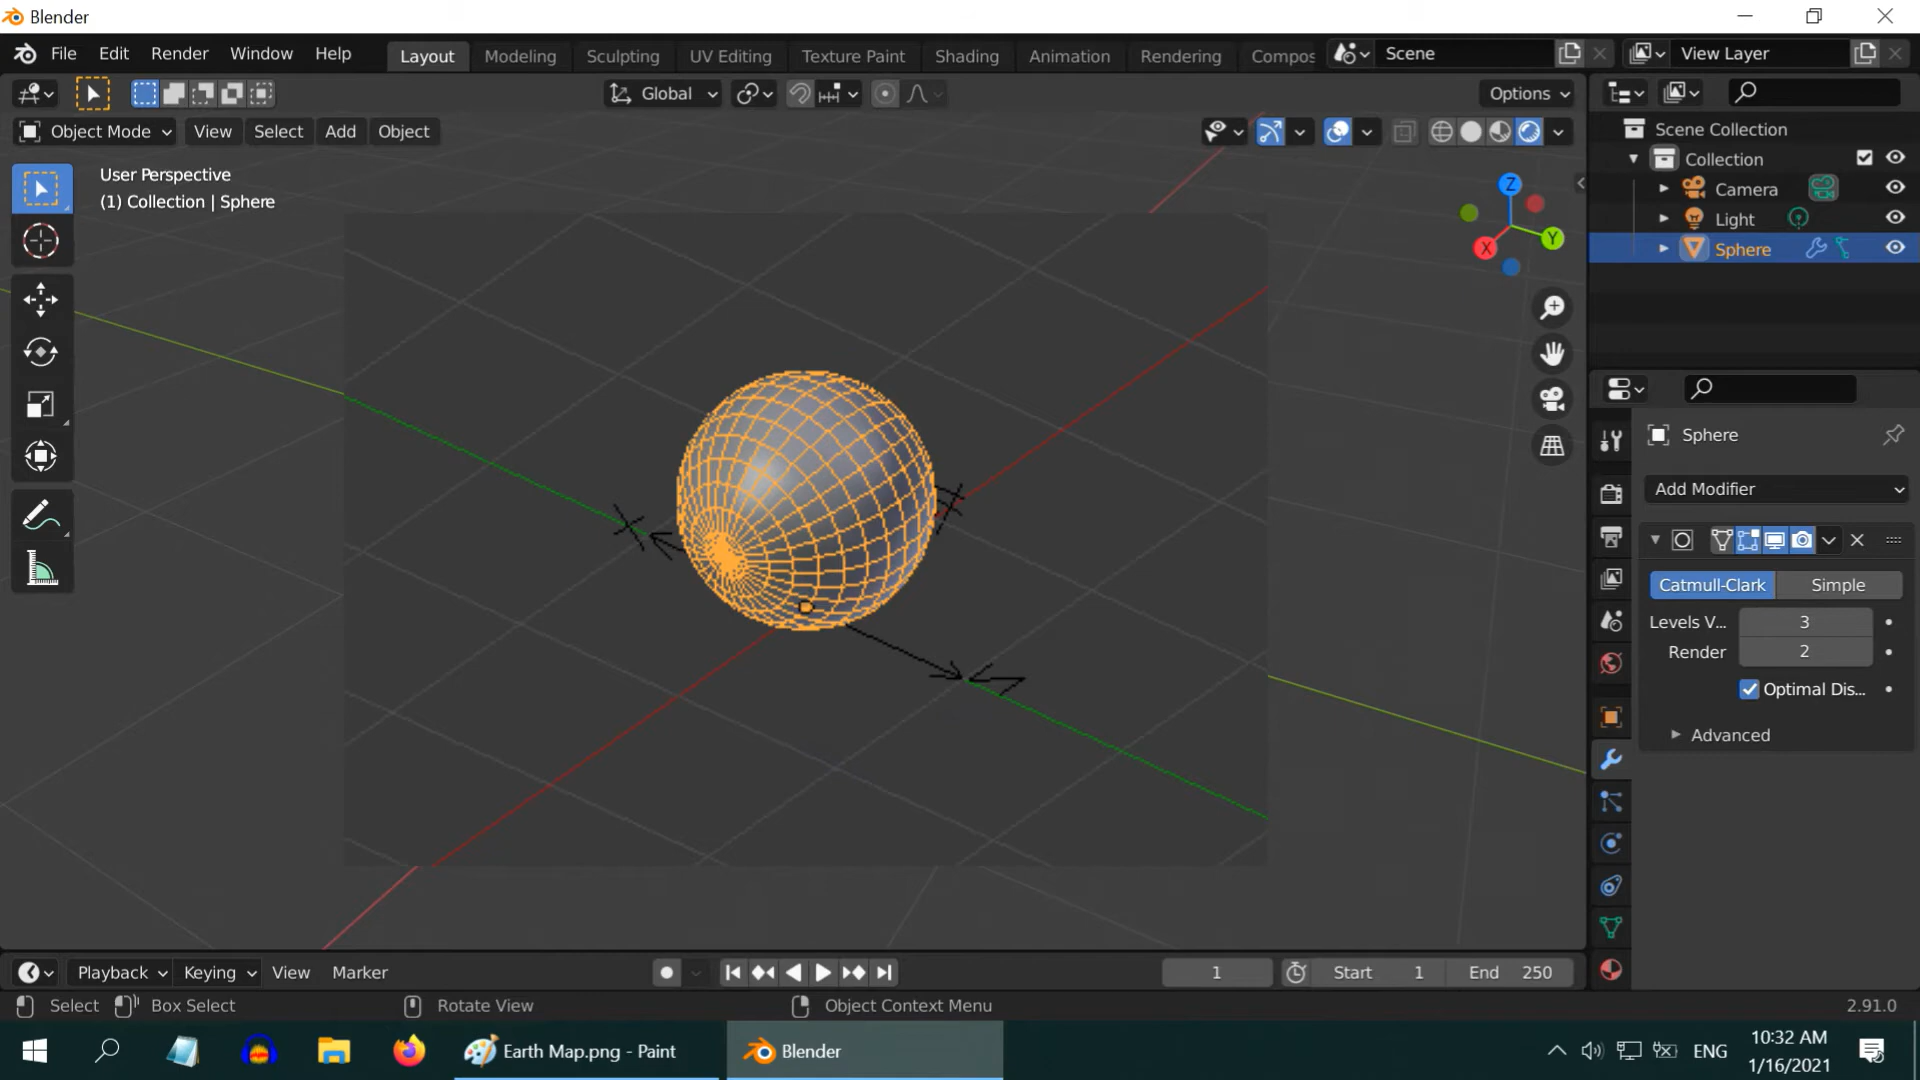 Blender
File Edit Render Window Help Layout Modeling Sculpting UV Editing Texture Paint Shading Animation Rendering Compos Scene View Layer
Global Options
Object Mode View Select Add Object
Scene Collection
Collection
Camera
Light
Sphere
User Perspective
(1) Collection | Sphere
Z
Y
X
Sphere
Add Modifier
Catmull-Clark Simple
Levels V... 3
Render 2
Optimal Dis...
Advanced
Playback Keying View Marker 1 Start 1 End 250
Select Box Select Rotate View Object Context Menu 2.91.0
Earth Map.png - Paint Blender ENG
10:32 AM
1/16/2021